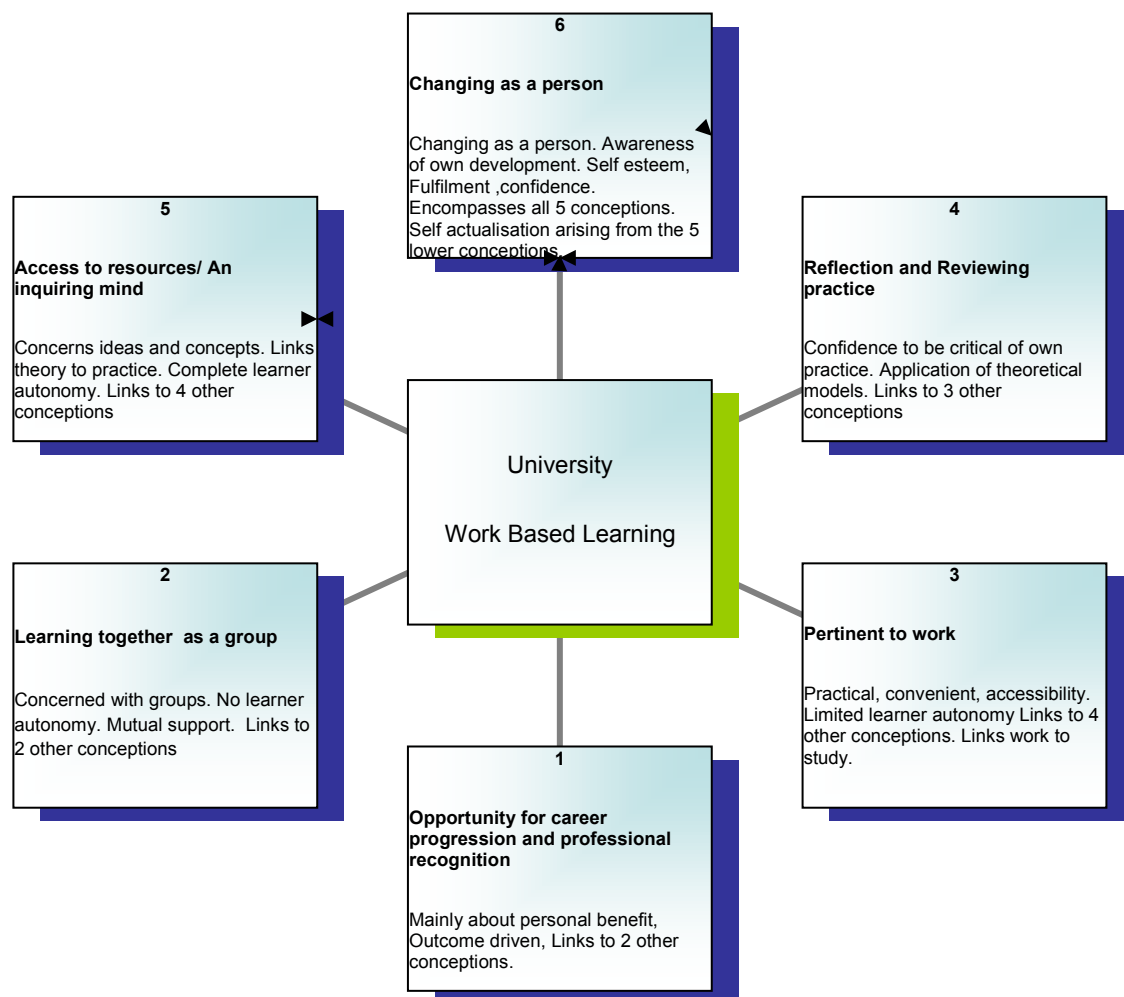 6
Changing as a person
Changing as a person. Awareness
of own development. Self esteem,
Fulfilment ,confidence.
Encompasses all 5 conceptions.
Self actualisation arising from the 5
lower conceptions
5
Access to resources/ An
inquiring mind
Concerns ideas and concepts. Links
theory to practice. Complete learner
autonomy. Links to 4 other
conceptions
4
Reflection and Reviewing
practice
Confidence to be critical of own
practice. Application of theoretical
models. Links to 3 other
conceptions
University
Work Based Learning
2
Learning together as a group
Concerned with groups. No learner
autonomy. Mutual support. Links to
2 other conceptions
3
Pertinent to work
Practical, convenient, accessibility.
Limited learner autonomy Links to 4
other conceptions. Links work to
study.
1
Opportunity for career
progression and professional
recognition
Mainly about personal benefit,
Outcome driven, Links to 2 other
conceptions.